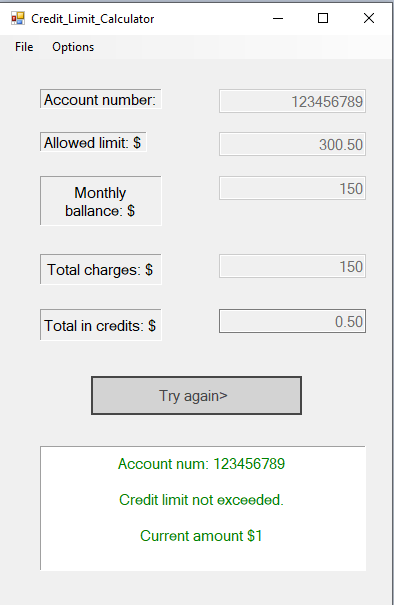 Credit_Limit_Calculator
File Options
Account number: 123456789
Allowed limit: $ 300.50
Monthly 150
ballance: $
Total charges: $ 150
Total in credits: $ 0.50
Try again>
Account num: 123456789
Credit limit not exceeded.
Current amount $1